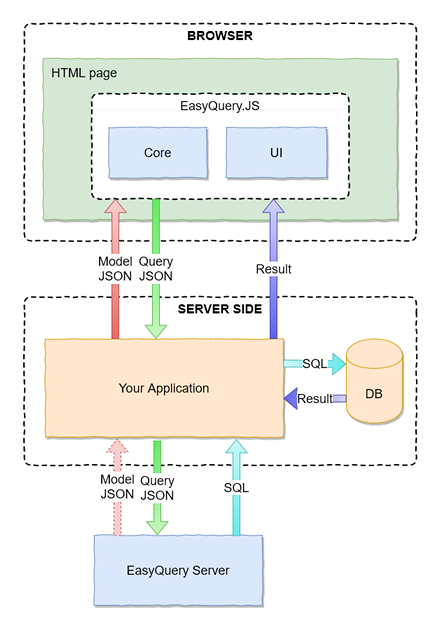 BROWSER
HTML page
EasyQuery.JS
Core
UI
Model
JSON
Query
JSON
Result
SERVER SIDE
Your Application
SQL
Result
DB
Model
JSON
Query
JSON
SQL
EasyQuery Server